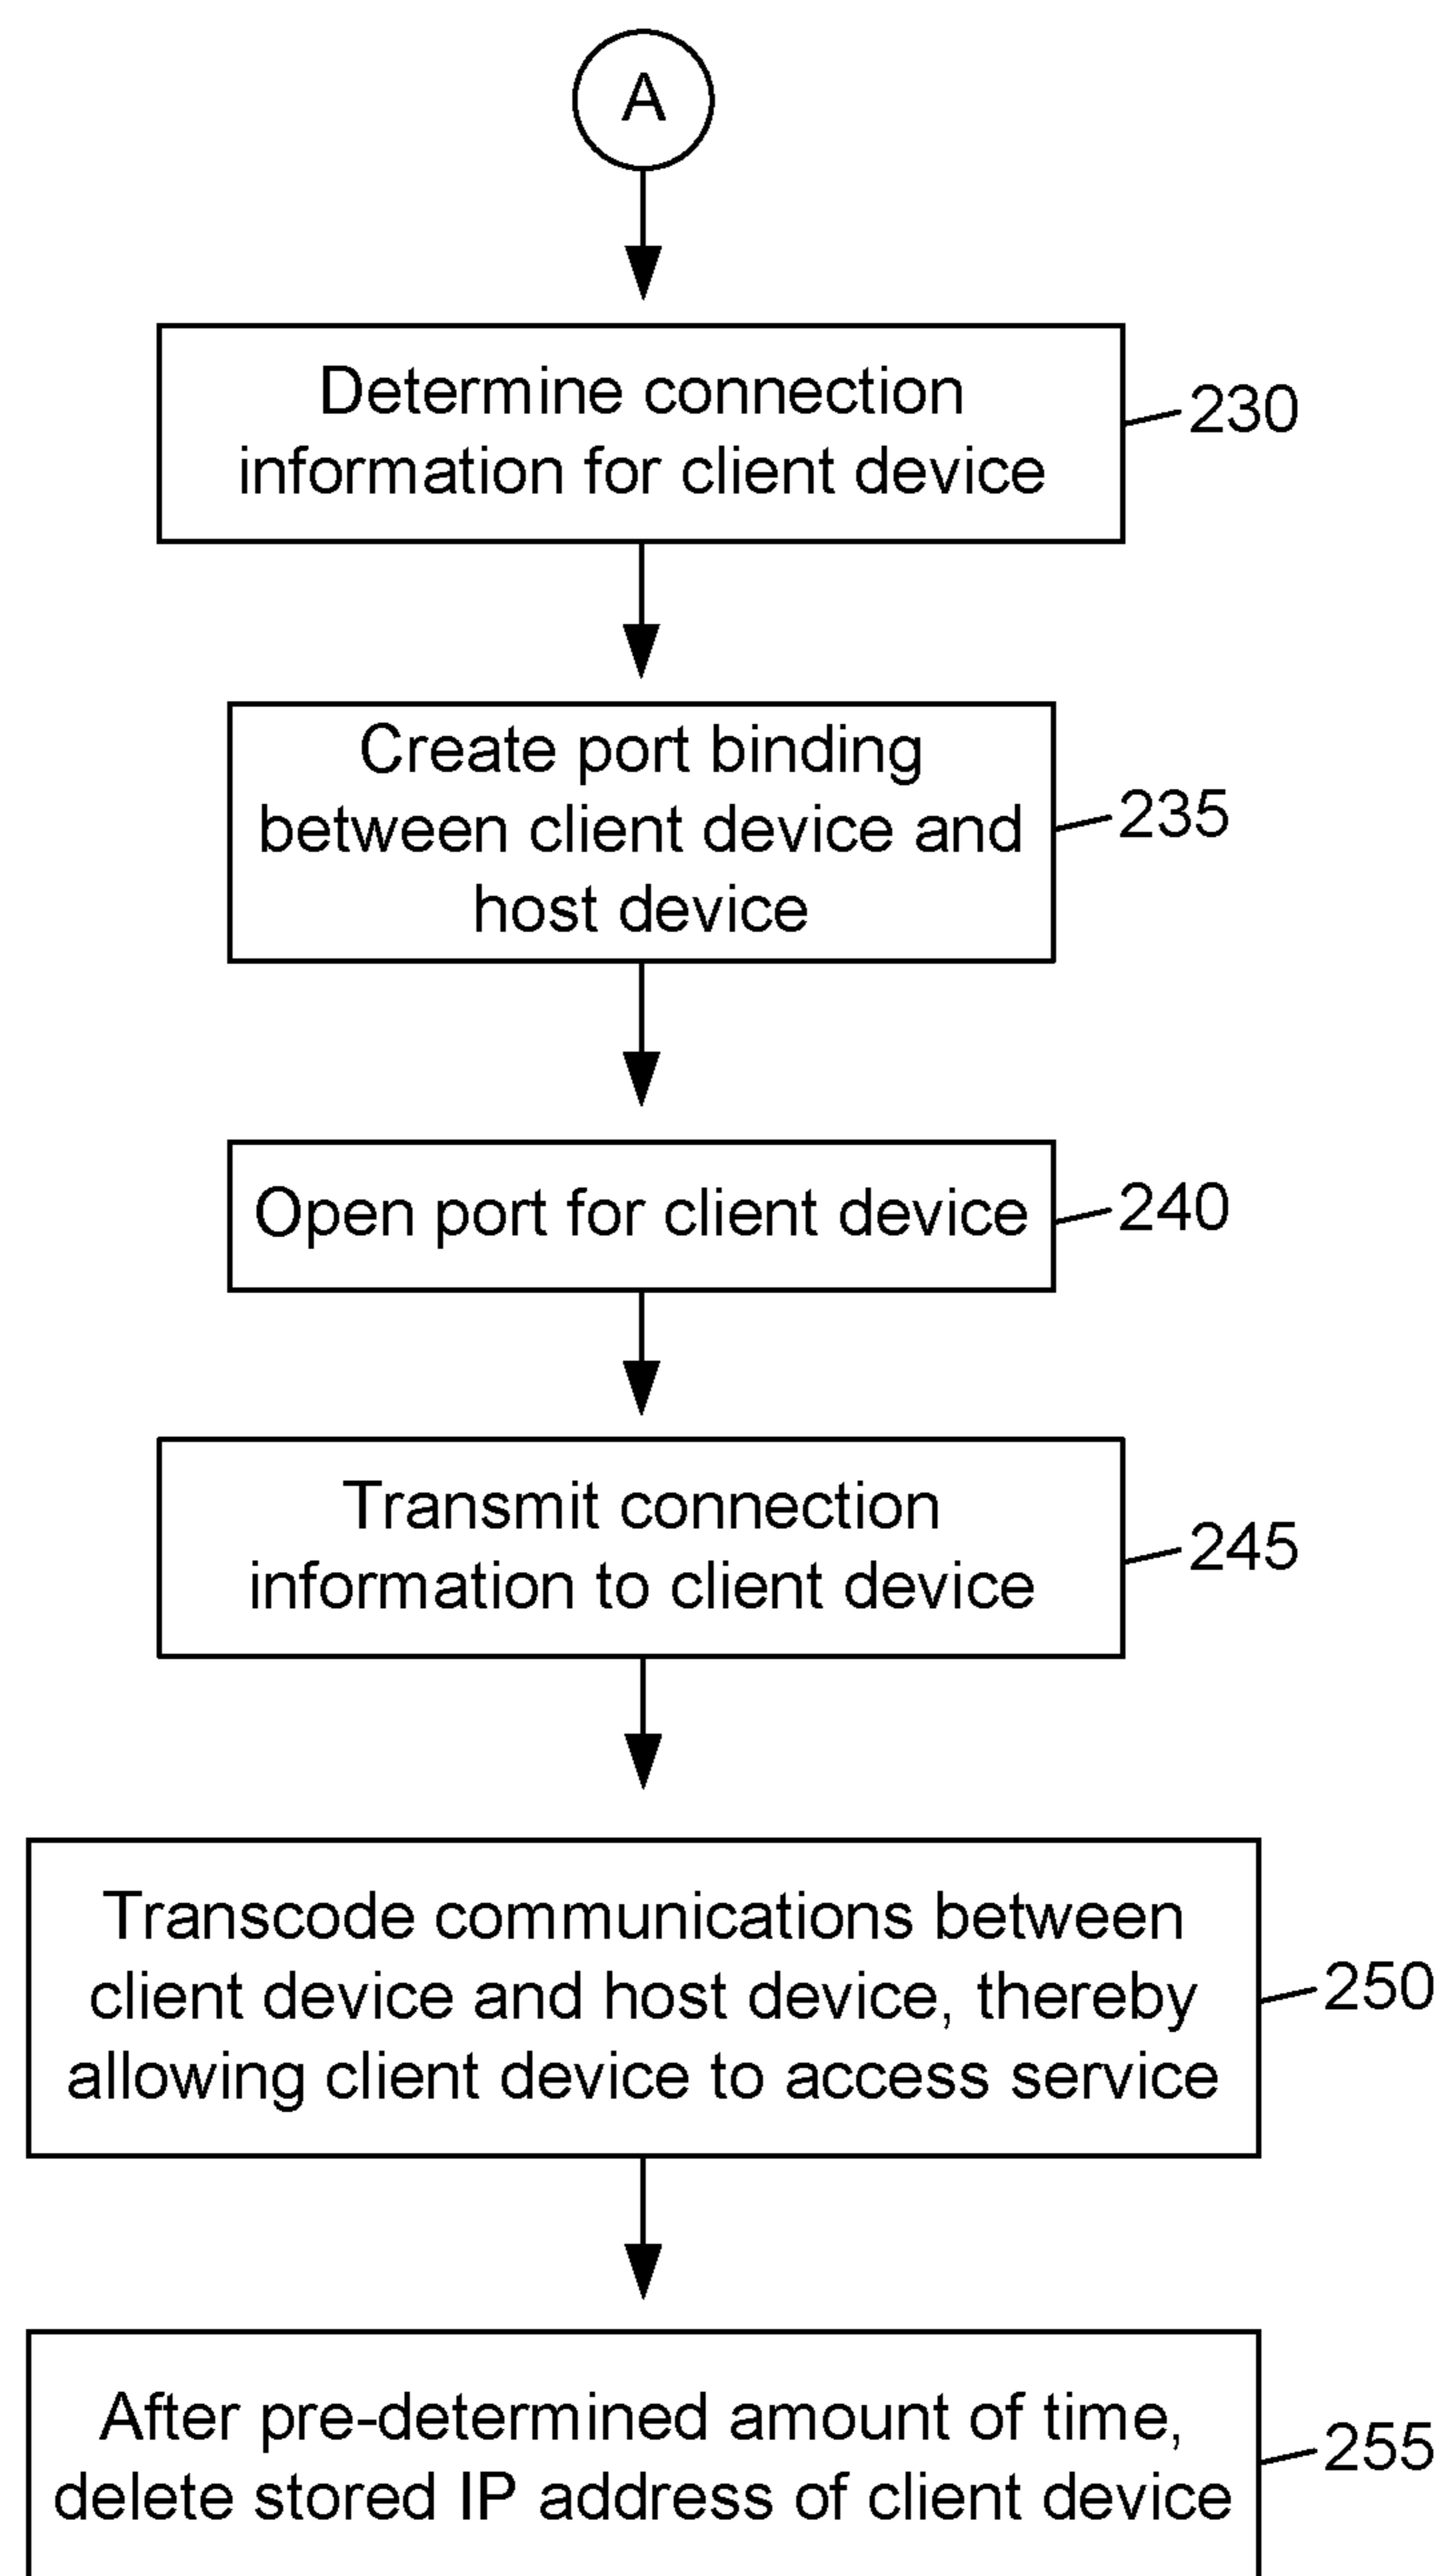 A
Determine connection
information for client device
230
Create port binding
between client device and
host device
235
Open port for client device
240
Transmit connection
information to client device
245
Transcode communications between
client device and host device, thereby
allowing client device to access service
250
After pre-determined amount of time,
delete stored IP address of client device
255